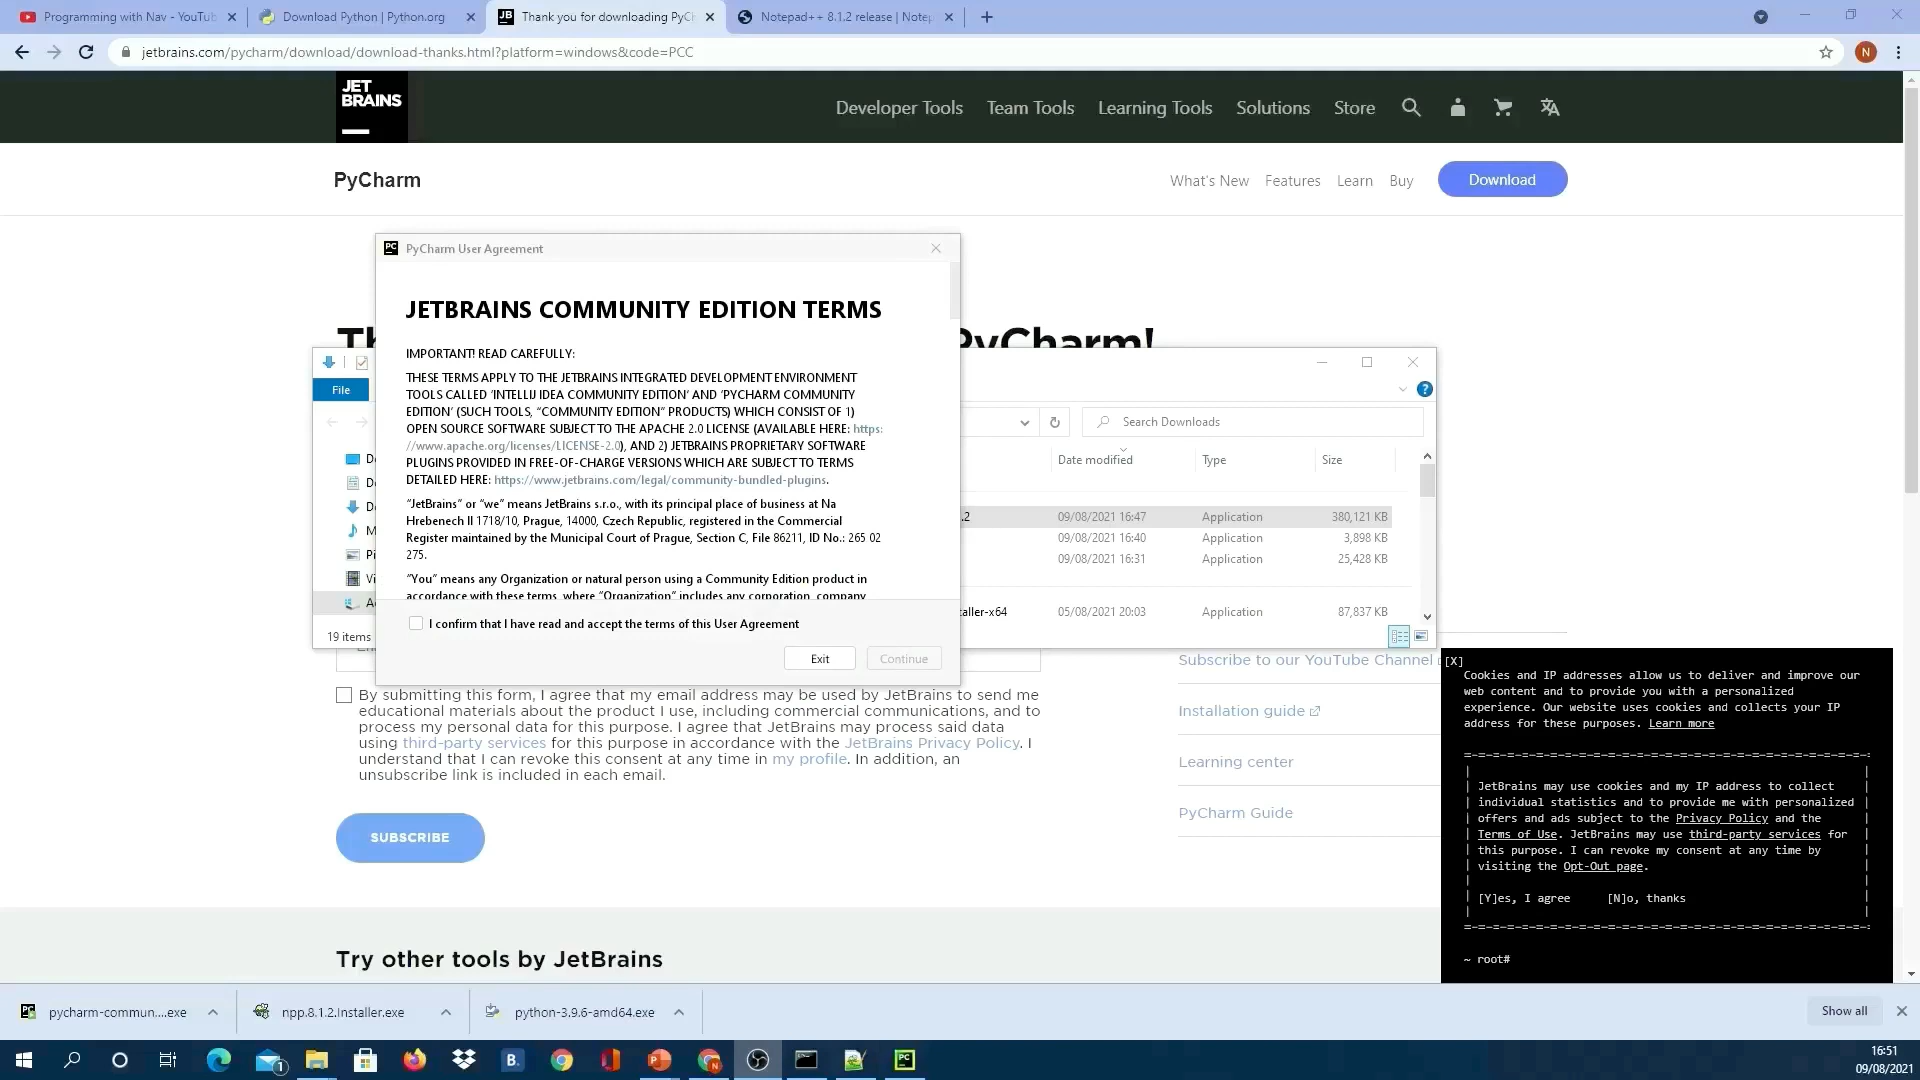 Programming with Nav - YouTu
Download Python | Python.org
Thank you for downloading PyCh
Notepad++ 8.1.2 release | Notep
jetbrains.com/pycharm/download/download-thanks.html?platform=windows&code=PCC
N
JET
BRAINS
Developer Tools
Team Tools
Learning Tools
Solutions
Store
PyCharm
What's New
Features
Learn
Buy
Download
PyCharm!
PyCharm User Agreement
JETBRAINS COMMUNITY EDITION TERMS
IMPORTANT! READ CAREFULLY:
THESE TERMS APPLY TO THE JETBRAINS INTEGRATED DEVELOPMENT ENVIRONMENT
TOOLS CALLED ‘INTELLIJ IDEA COMMUNITY EDITION’ AND ‘PYCHARM COMMUNITY
EDITION’ (SUCH TOOLS, “COMMUNITY EDITION” PRODUCTS) WHICH CONSIST OF 1)
OPEN SOURCE SOFTWARE SUBJECT TO THE APACHE 2.0 LICENSE (AVAILABLE HERE: https:
//www.apache.org/licenses/LICENSE-2.0), AND 2) JETBRAINS PROPRIETARY SOFTWARE
PLUGINS PROVIDED IN FREE-OF-CHARGE VERSIONS WHICH ARE SUBJECT TO TERMS
DETAILED HERE: https://www.jetbrains.com/legal/community-bundled-plugins.
“JetBrains” or “we” means JetBrains s.r.o., with its principal place of business at Na
Hrebenech II 1718/10, Prague, 14000, Czech Republic, registered in the Commercial
Register maintained by the Municipal Court of Prague, Section C, File 86211, ID No.: 265 02
275.
“You” means any Organization or natural person using a Community Edition product in
accordance with these terms, where “Organization” includes any corporation, company
I confirm that I have read and accept the terms of this User Agreement
Exit
Continue
File
19 items
Search Downloads
Date modified
Type
Size
.2
09/08/2021 16:47
Application
380,121 KB
09/08/2021 16:40
Application
3,898 KB
09/08/2021 16:31
Application
25,428 KB
taller-x64
05/08/2021 20:03
Application
87,837 KB
By submitting this form, I agree that my email address may be used by JetBrains to send me
educational materials about the product I use, including commercial communications, and to
process my personal data for this purpose. I agree that JetBrains may process said data
using third-party services for this purpose in accordance with the JetBrains Privacy Policy. I
understand that I can revoke this consent at any time in my profile. In addition, an
unsubscribe link is included in each email.
SUBSCRIBE
Subscribe to our YouTube Channel
Installation guide
Learning center
PyCharm Guide
[X]
Cookies and IP addresses allow us to deliver and improve our
web content and to provide you with a personalized
experience. Our website uses cookies and collects your IP
address for these purposes. Learn more
JetBrains may use cookies and my IP address to collect
individual statistics and to provide me with personalized
offers and ads subject to the Privacy Policy and the
Terms of Use. JetBrains may use third-party services for
this purpose. I can revoke my consent at any time by
visiting the Opt-Out page.
[Y]es, I agree [N]o, thanks
~ root#
Try other tools by JetBrains
pycharm-commun....exe
npp.8.1.2.Installer.exe
python-3.9.6-amd64.exe
Show all
16:51
09/08/2021